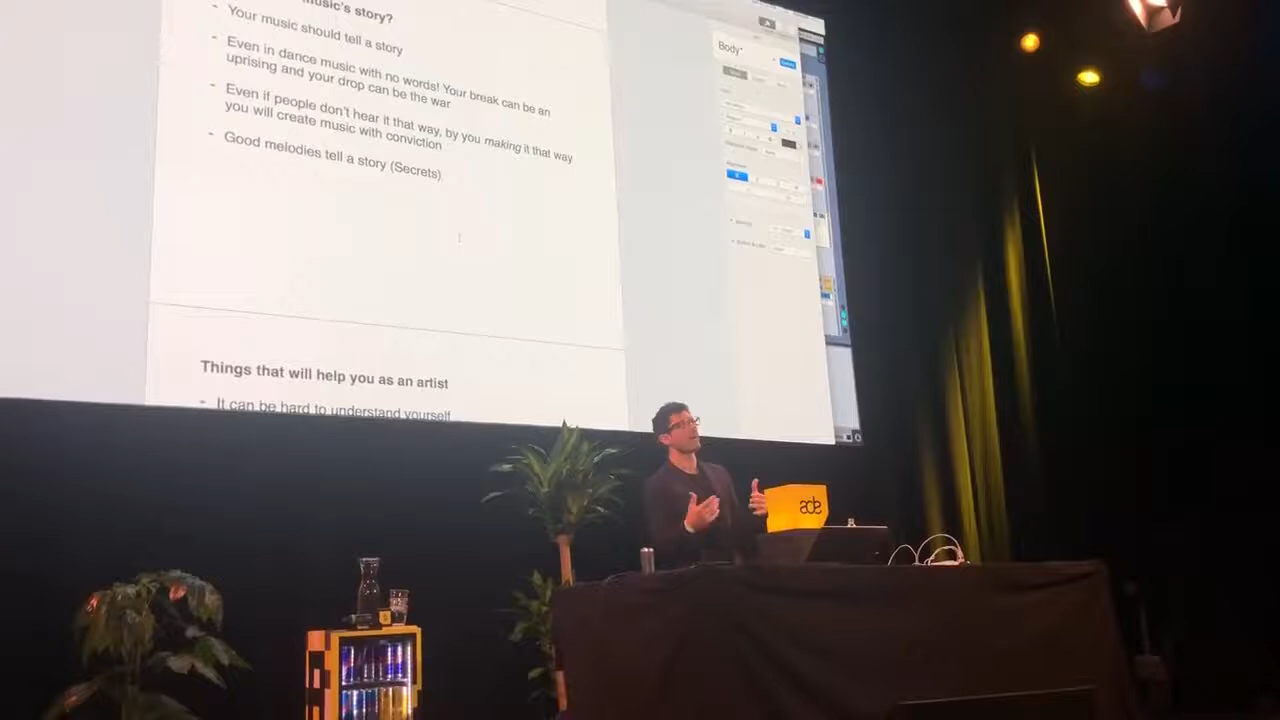 music's story?
- Your music should tell a story
- Even in dance music with no words! Your break can be an
uprising and your drop can be the war
- Even if people don't hear it that way, by you making it that way
you will create music with conviction
- Good melodies tell a story (Secrets)
Things that will help you as an artist
- It can be hard to understand yourself
Body*
ade